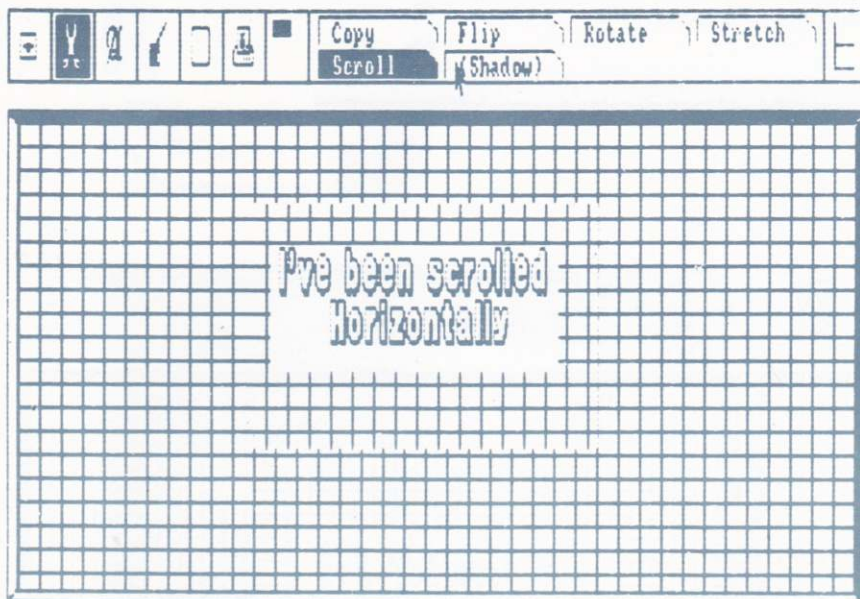 Copy Flip Rotate Stretch
Scroll (Shadow)
I've been scrolled
Horizontally